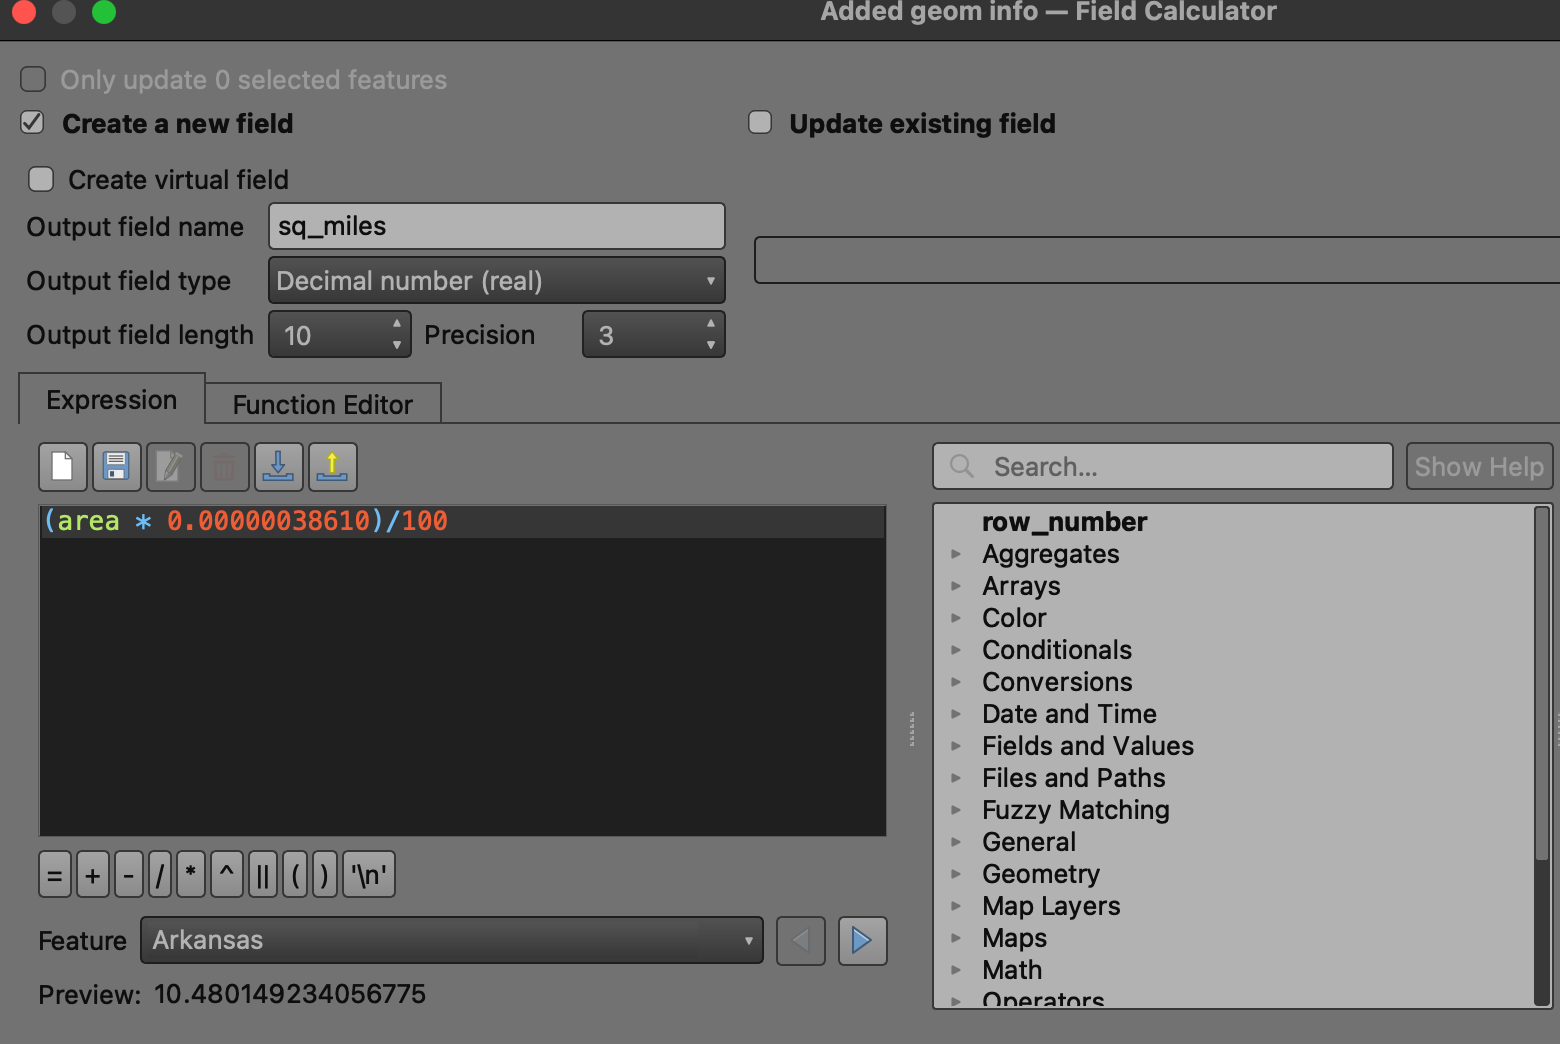 Added geom info — Field Calculator
Only update 0 selected features
Create a new field
Update existing field
Create virtual field
Output field name sq_miles
Output field type Decimal number (real)
Output field length 10 Precision 3
Expression Function Editor
Search... Show Help
(area * 0.00000038610)/100
row_number
Aggregates
Arrays
Color
Conditionals
Conversions
Date and Time
Fields and Values
Files and Paths
Fuzzy Matching
General
Geometry
Map Layers
Maps
Math
Operators
= + - / * ^ || ( ) '\n'
Feature Arkansas
Preview: 10.480149234056775